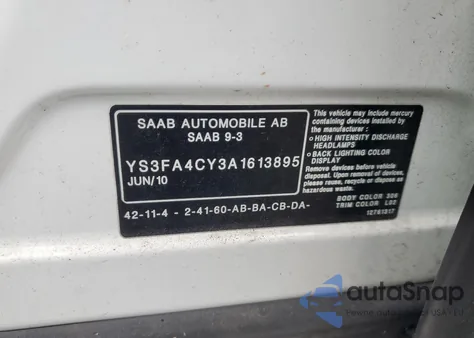 SAAB AUTOMOBILE AB
SAAB 9-3
YS3FA4CY3A1613895
JUN/10
42-11-4 - 2-41-60-AB-BA-CB-DA-
This vehicle may include mercury
containing devices installed by the
manufacturer:
• HIGH INTENSITY DISCHARGE
HEADLAMPS
• BACK LIGHTING COLOR
DISPLAY
Remove devices before vehicle
disposal. Upon removal of devices,
please reuse, recycle or dispose as
hazardous waste.
BODY COLOR 326
TRIM COLOR L02
12781317
autoSnap